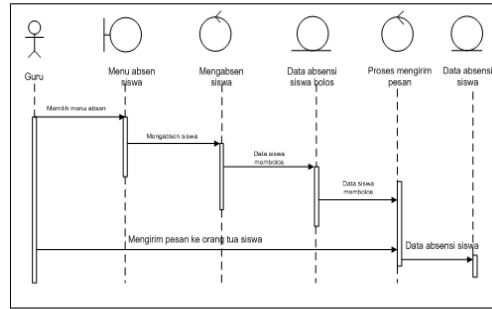 Guru
Menu absen
siswa
Mengabsen
siswa
Data absensi
siswa bolos
Proses mengirim
pesan
Data absensi
siswa
Memilih menu absen
Mengabsen siswa
Data siswa
membolos
Data siswa
membolos
Mengirim pesan ke orang tua siswa
Data absensi siswa